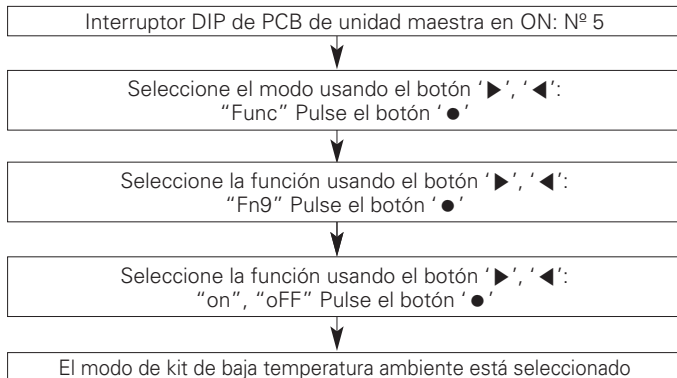 Interruptor DIP de PCB de unidad maestra en ON: Nº 5
Seleccione el modo usando el botón ‘▶’, ‘◀’:
“Func” Pulse el botón ‘●’
Seleccione la función usando el botón ‘▶’, ‘◀’:
“Fn9” Pulse el botón ‘●’
Seleccione la función usando el botón ‘▶’, ‘◀’:
“on”, “oFF” Pulse el botón ‘●’
El modo de kit de baja temperatura ambiente está seleccionado